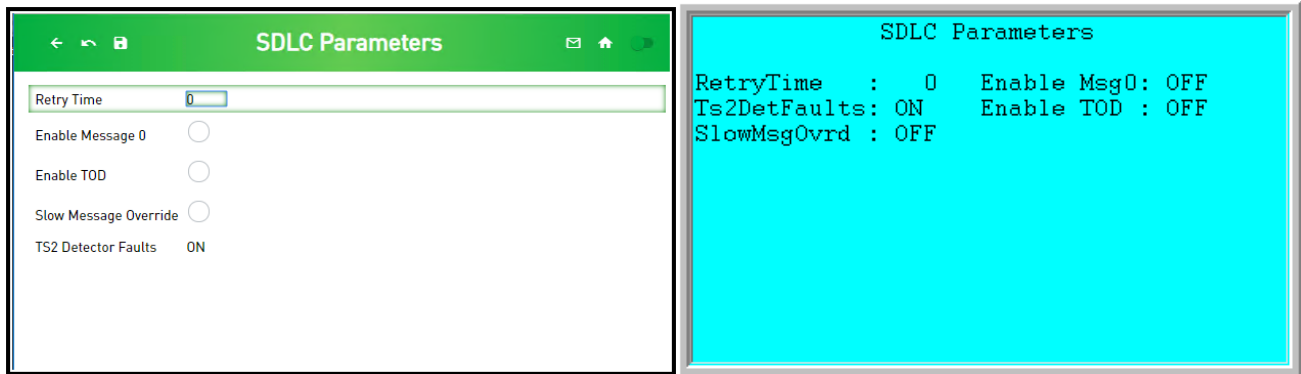 SDLC Parameters
Retry Time 0
Enable Message 0
Enable TOD
Slow Message Override
TS2 Detector Faults ON
SDLC Parameters
RetryTime : 0 Enable Msg0: OFF
Ts2DetFaults: ON Enable TOD : OFF
SlowMsgOvrd : OFF